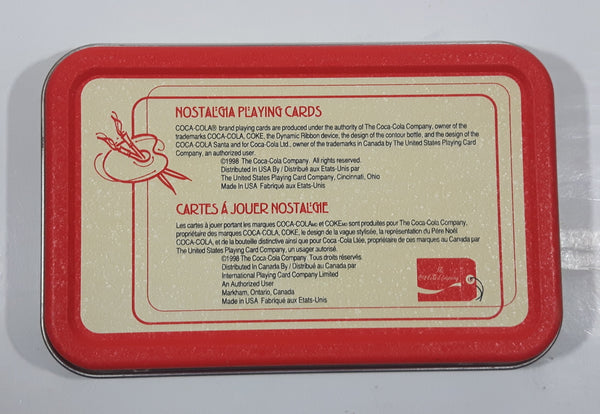 NOSTALGIA PLAYING CARDS
COCA-COLA® brand playing cards are produced under the authority of The Coca-Cola Company, owner of the
trademarks COCA-COLA, COKE, the Dynamic Ribbon device, the design of the contour bottle, and the design of the
COCA-COLA Santa and for Coca-Cola Ltd., owner of the trademarks in Canada by The United States Playing Card
Company, an authorized user.
©1998 The Coca-Cola Company. All rights reserved.
Distributed In USA By / Distribué aux Etats-Unis par
The United States Playing Card Company, Cincinnati, Ohio
Made In USA Fabriqué aux Etats-Unis
CARTES À JOUER NOSTALGIE
Les cartes à jouer portant les marques COCA-COLAMC et COKEMC sont produites pour The Coca-Cola Company,
propriétaire des marques COCA-COLA, COKE, le design de la vague stylisée, la représentation du Père Noël
COCA-COLA, et de la bouteille distinctive ainsi que pour Coca-Cola Ltée, propriétaire de ces marques au Canada par
The United States Playing Card Company, un usager autorisé.
©1998 The Coca-Cola Company. Tous droits réservés.
Distributed In Canada By / Distribué au Canada par
International Playing Card Company Limited
An Authorized User
Markham, Ontario, Canada
Made in USA Fabriqué aux Etats-Unis